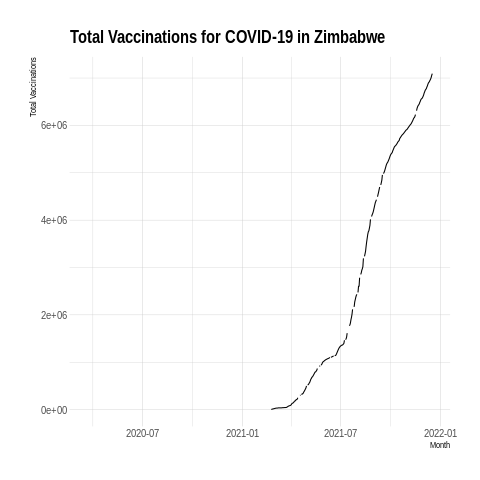 Total Vaccinations for COVID-19 in Zimbabwe
Total Vaccinations
6e+06
4e+06
2e+06
0e+00
2020-07 2021-01 2021-07 2022-01
Month